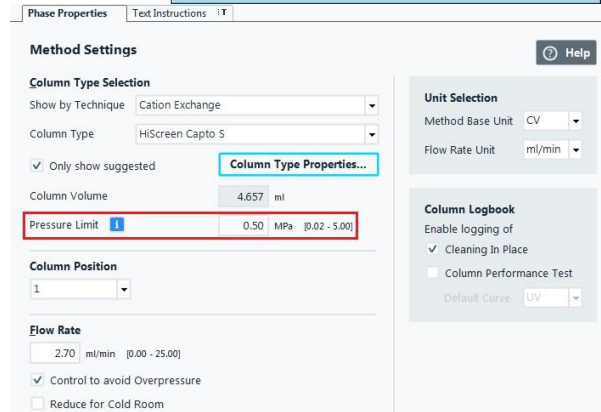 Phase Properties
Text Instructions T
Method Settings
Help
Column Type Selection
Show by Technique Cation Exchange
Column Type HiScreen Capto S
Only show suggested Column Type Properties...
Column Volume 4.657 ml
Pressure Limit i 0.50 MPa [0.02 - 5.00]
Column Position
1
Flow Rate
2.70 ml/min [0.00 - 25.00]
Control to avoid Overpressure
Reduce for Cold Room
Unit Selection
Method Base Unit CV
Flow Rate Unit ml/min
Column Logbook
Enable logging of
Cleaning In Place
Column Performance Test
Default Curve UV